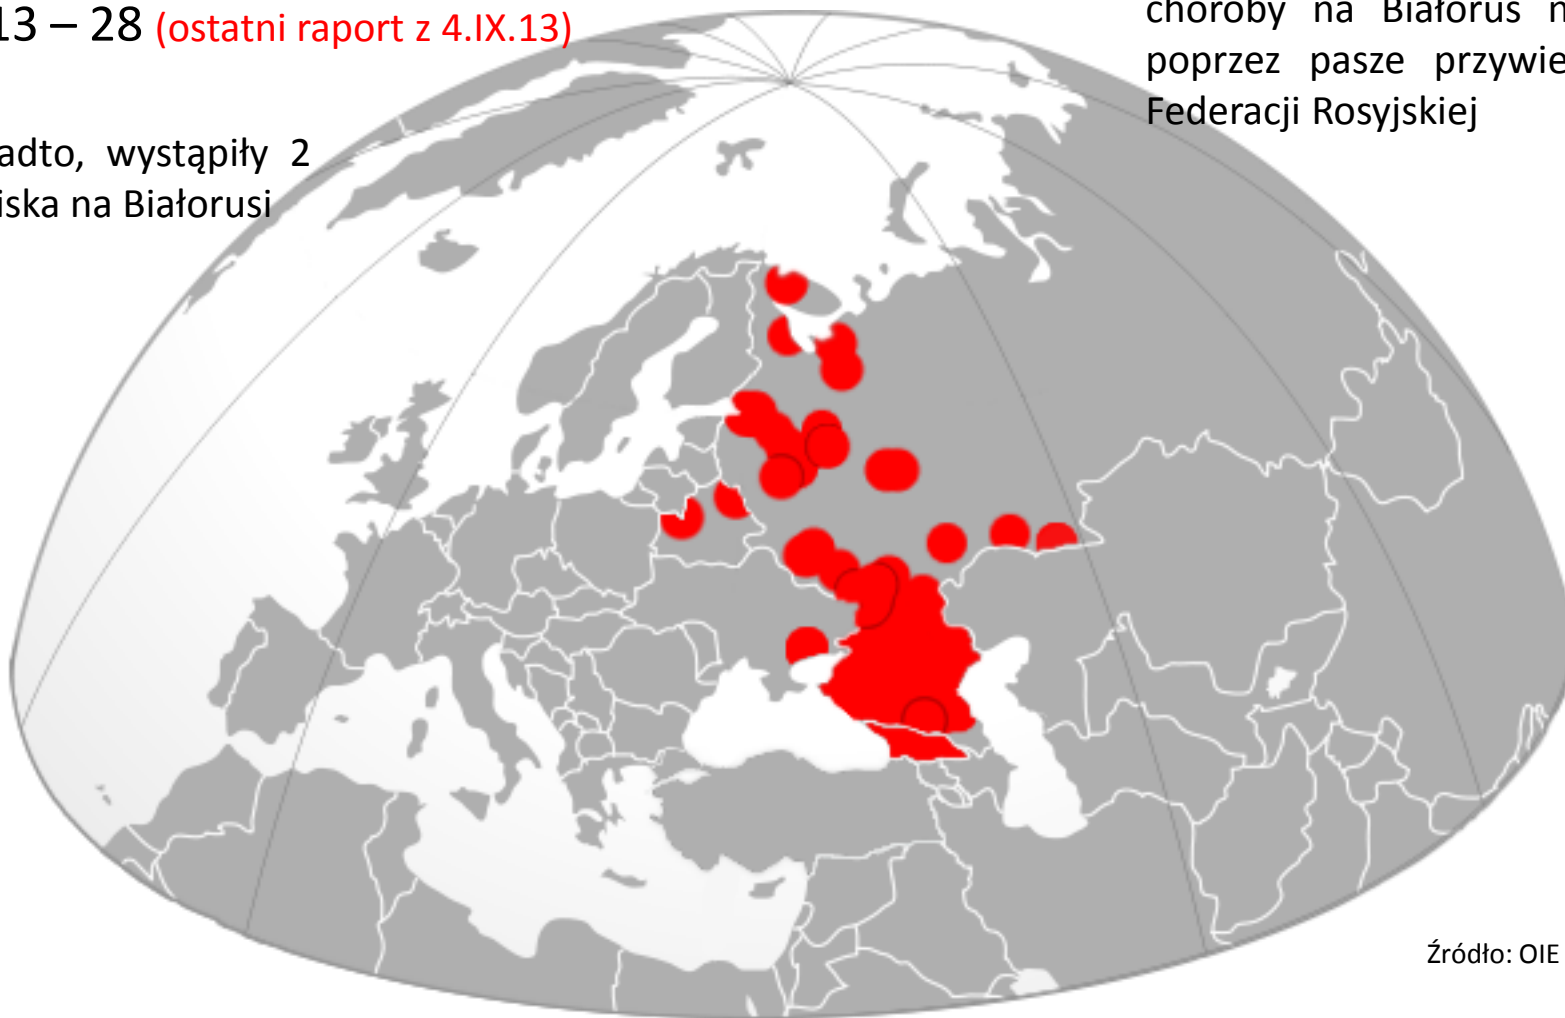 13 – 28 (ostatni raport z 4.IX.13)
adto, wystąpiły 2
iska na Białorusi
choroby na Białoruś n
poprzez pasze przywie
Federacji Rosyjskiej
Źródło: OIE